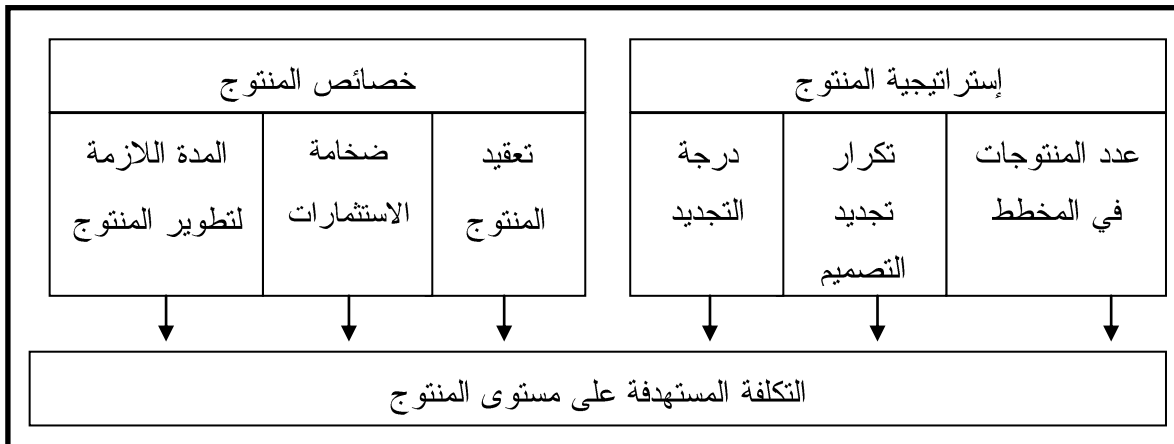 إستراتيجية المنتوج
عدد المنتوجات
في المخطط
تكرار
تجديد
التصميم
درجة
التجديد
خصائص المنتوج
تعقيد
المنتوج
ضخامة
الاستثمارات
المدة اللازمة
لتطوير المنتوج
التكلفة المستهدفة على مستوى المنتوج